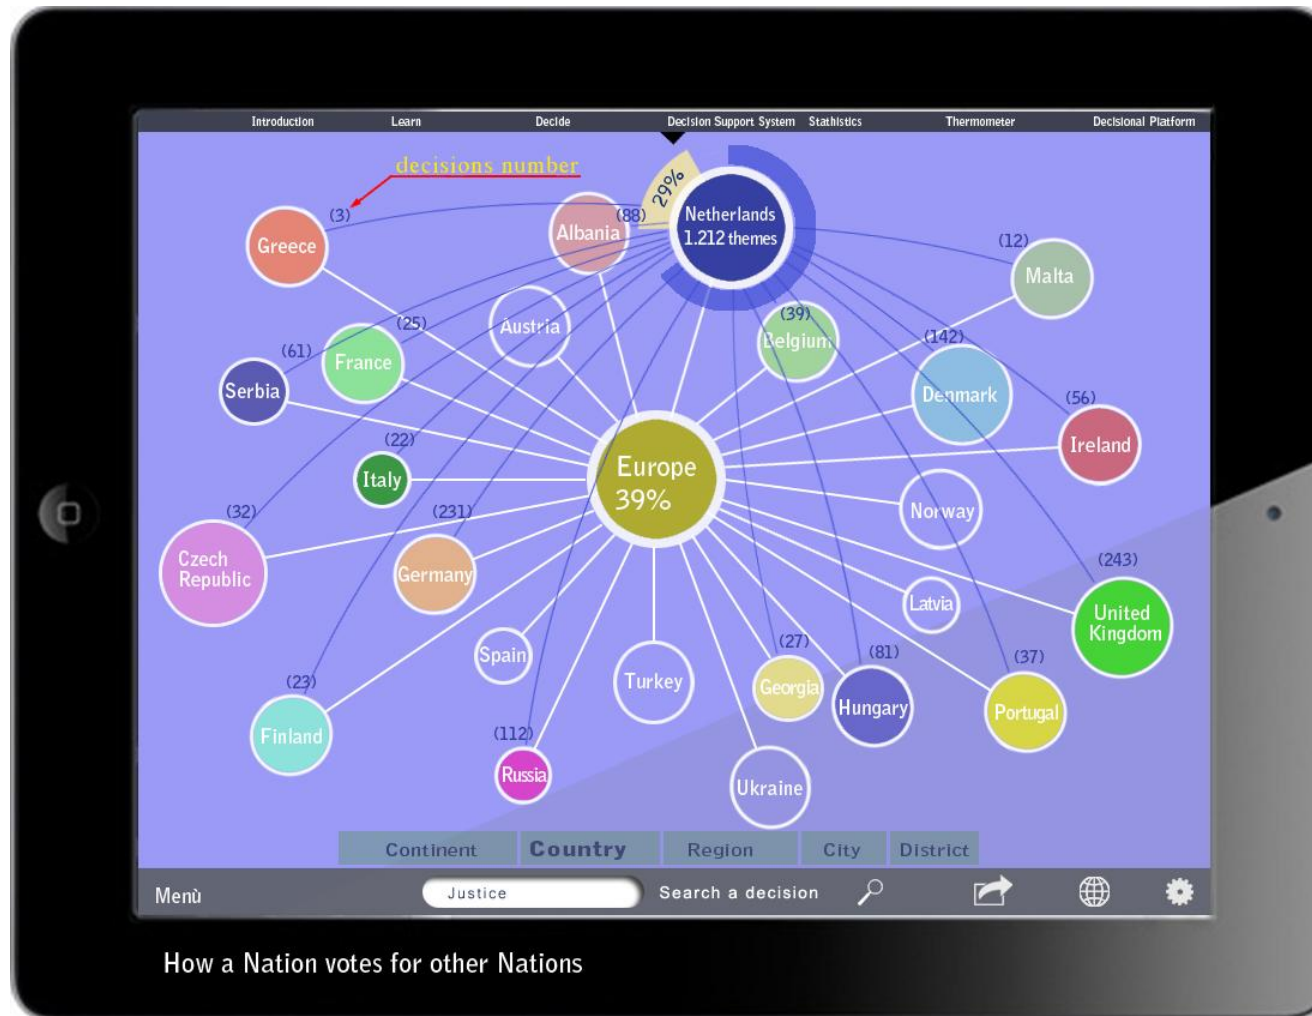 Introduction Learn Decide Decision Support System Stathistics Thermometer Decisional Platform
decisions number
29%
Netherlands
1.212 themes
(3)
Greece
(88)
Albania
(12)
Malta
Austria
(39)
Belgium
(25)
France
(61)
Serbia
(142)
Denmark
(56)
Ireland
(22)
Italy
Europe
39%
Norway
(32)
Czech
Republic
(231)
Germany
Latvia
(243)
United
Kingdom
Spain
Turkey
(27)
Georgia
(81)
Hungary
(37)
Portugal
(23)
Finland
(112)
Russia
Ukraine
Continent Country Region City District
Menù Justice Search a decision
How a Nation votes for other Nations